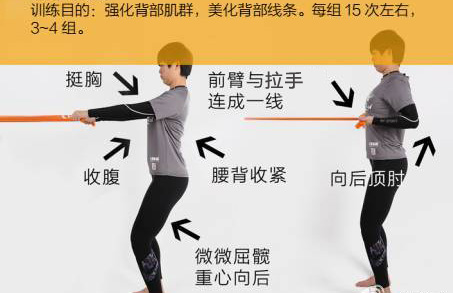 训练目的：强化背部肌群，美化背部线条。每组 15 次左右，
3~4 组。
挺胸
前臂与拉手
连成一线
收腹
腰背收紧
向后顶肘
微微屈髋
重心向后